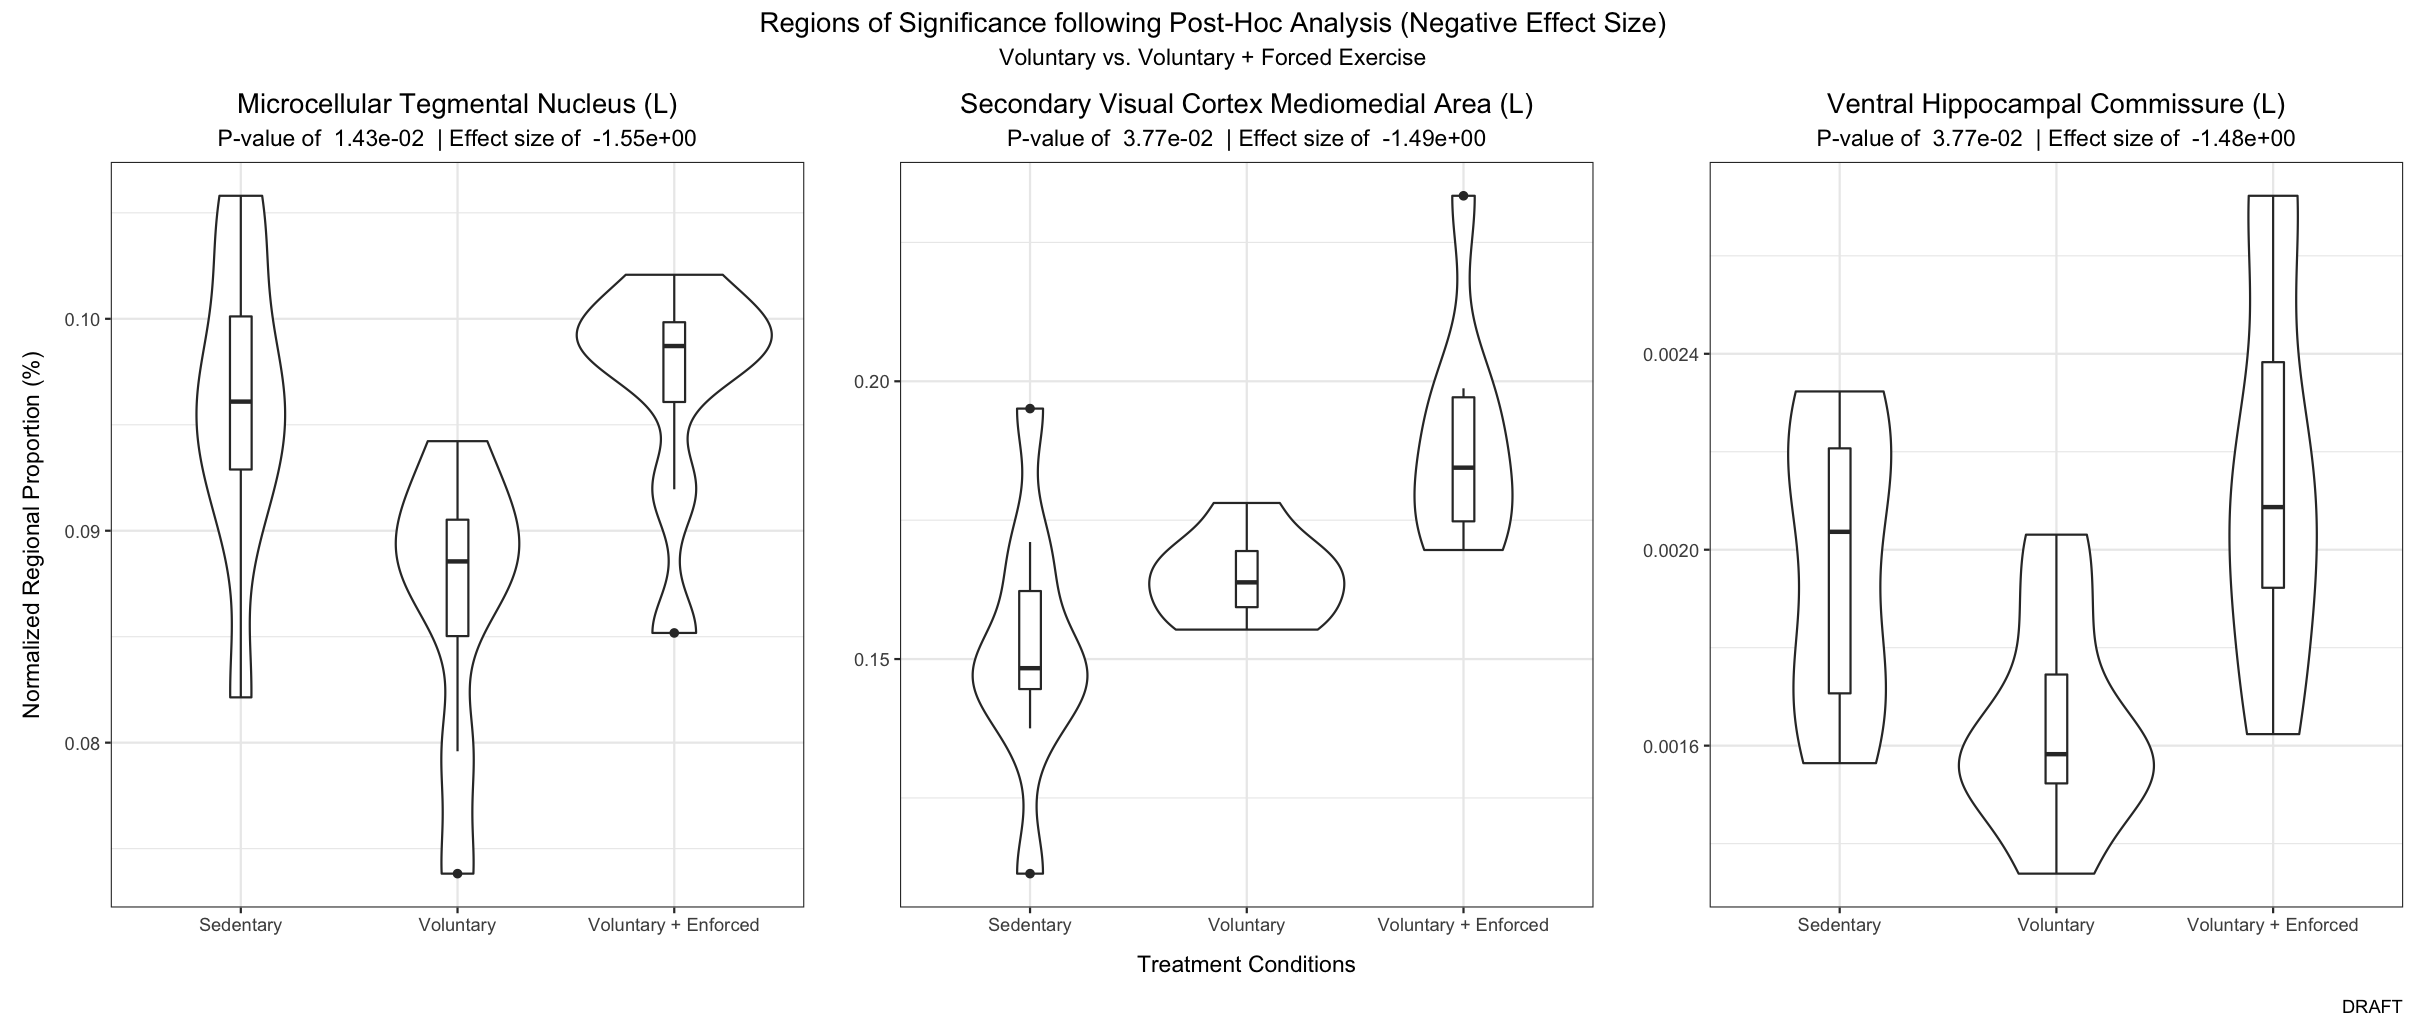 Regions of Significance following Post-Hoc Analysis (Negative Effect Size)
Voluntary vs. Voluntary + Forced Exercise
Microcellular Tegmental Nucleus (L)
P-value of 1.43e-02 | Effect size of -1.55e+00
Secondary Visual Cortex Mediomedial Area (L)
P-value of 3.77e-02 | Effect size of -1.49e+00
Ventral Hippocampal Commissure (L)
P-value of 3.77e-02 | Effect size of -1.48e+00
Normalized Regional Proportion (%)
0.10
0.09
0.08
Sedentary
Voluntary
Voluntary + Enforced
0.20
0.15
Sedentary
Voluntary
Voluntary + Enforced
0.0024
0.0020
0.0016
Sedentary
Voluntary
Voluntary + Enforced
Treatment Conditions
DRAFT